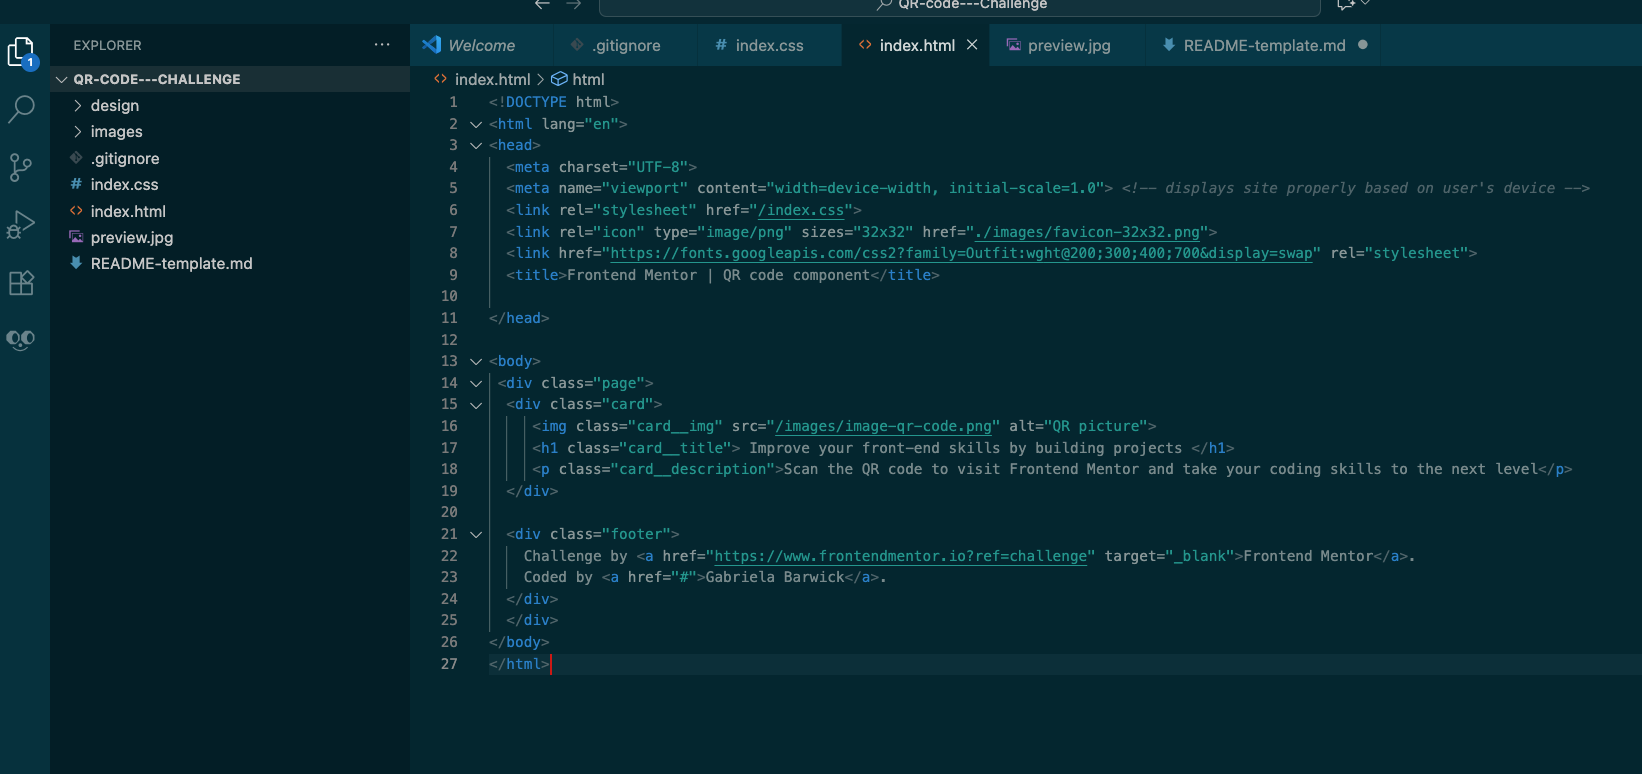 QR-code---Challenge
EXPLORER
Welcome
.gitignore
# index.css
<> index.html
preview.jpg
README-template.md
QR-CODE---CHALLENGE
<> index.html > html
design
images
.gitignore
# index.css
<> index.html
preview.jpg
README-template.md
1
1 <!DOCTYPE html>
2 <html lang="en">
3 <head>
4 <meta charset="UTF-8">
5 <meta name="viewport" content="width=device-width, initial-scale=1.0"> <!-- displays site properly based on user's device -->
6 <link rel="stylesheet" href="/index.css">
7 <link rel="icon" type="image/png" sizes="32x32" href="./images/favicon-32x32.png">
8 <link href="https://fonts.googleapis.com/css2?family=Outfit:wght@200;300;400;700&display=swap" rel="stylesheet">
9 <title>Frontend Mentor | QR code component</title>
10
11 </head>
12
13 <body>
14 <div class="page">
15 <div class="card">
16 <img class="card__img" src="/images/image-qr-code.png" alt="QR picture">
17 <h1 class="card__title"> Improve your front-end skills by building projects </h1>
18 <p class="card__description">Scan the QR code to visit Frontend Mentor and take your coding skills to the next level</p>
19 </div>
20
21 <div class="footer">
22 Challenge by <a href="https://www.frontendmentor.io?ref=challenge" target="_blank">Frontend Mentor</a>.
23 Coded by <a href="#">Gabriela Barwick</a>.
24 </div>
25 </div>
26 </body>
27 </html>